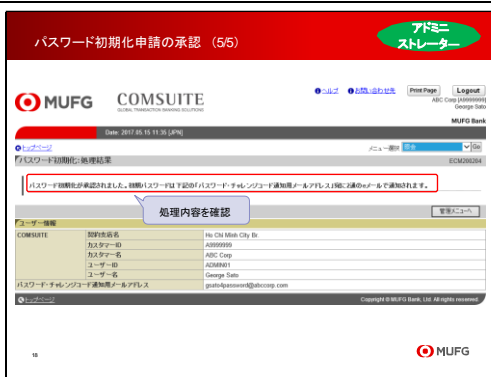 パスワード初期化申請の承認 (5/5)
アドミニ
ストレーター
MUFG
COMSUITE
GLOBAL TRANSACTION BANKING SOLUTIONS
ヘルプ
お問い合わせ先
Print Page
Logout
ABC Corp [A9999999]
George Sato
MUFG Bank
Date: 2017.05.15 11:35 [JPN]
トップページ
メニュー選択
照会
Go
パスワード初期化: 処理結果
ECM200204
パスワード初期化が承認されました。初期パスワードは下記の「パスワード・チャレンジコード通知用メールアドレス」宛に2通のeメールで通知されます。
処理内容を確認
管理メニューへ
ユーザー情報
COMSUITE
契約本店名
Ho Chi Minh City Br.
カスタマーID
A9999999
カスタマー名
ABC Corp
ユーザーID
ADMIN01
ユーザー名
George Sato
パスワード・チャレンジコード通知用メールアドレス
gsato4password@abccorp.com
トップページ
Copyright © MUFG Bank, Ltd. All rights reserved.
18
MUFG